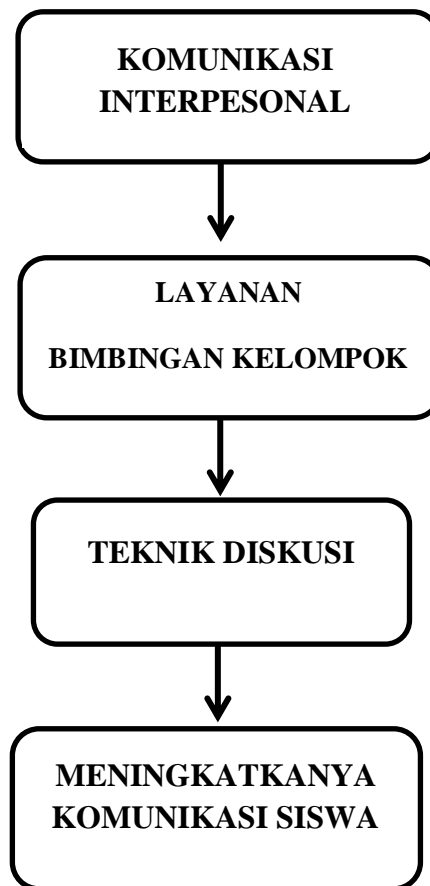 KOMUNIKASI
INTERPESONAL
LAYANAN
BIMBINGAN KELOMPOK
TEKNIK DISKUSI
MENINGKATKANYA
KOMUNIKASI SISWA